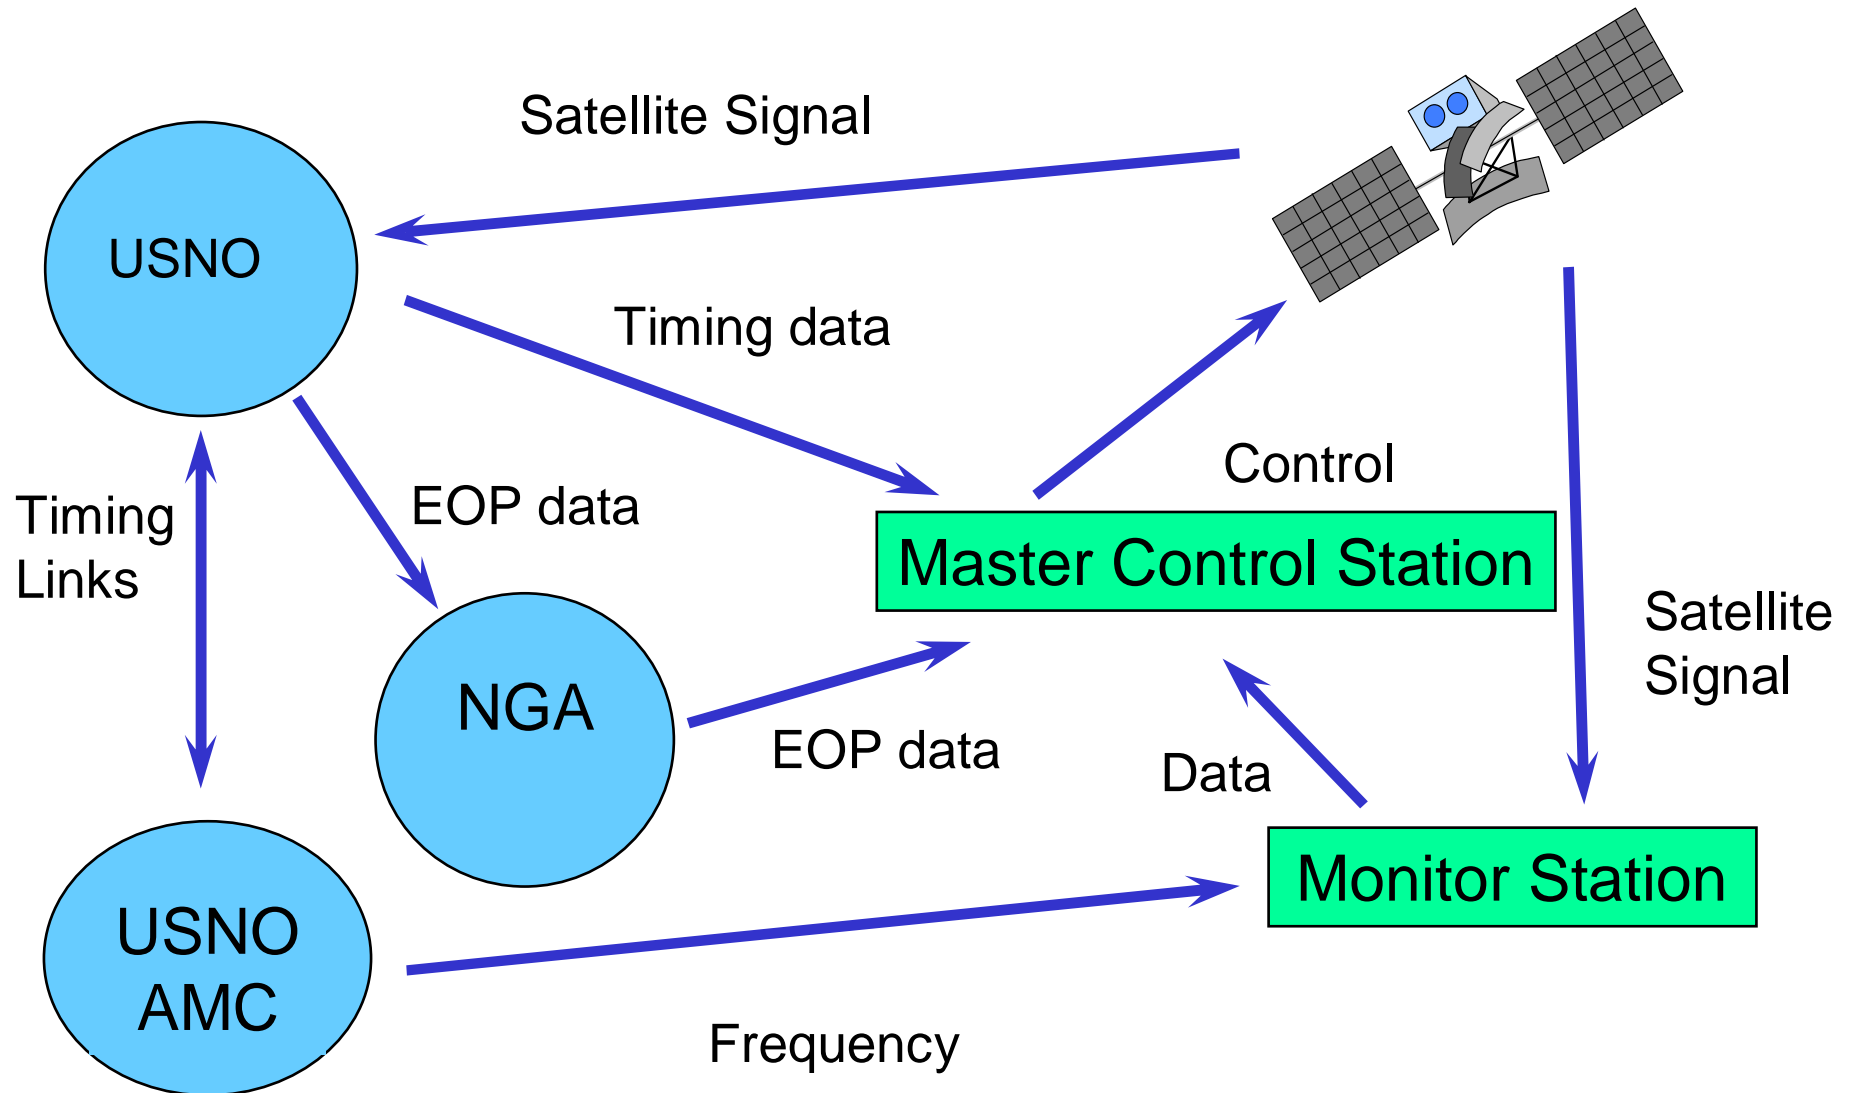 Satellite Signal
USNO
Timing data
Control
EOP data
Timing
Links
Master Control Station
Satellite
Signal
NGA
EOP data
Data
Monitor Station
USNO
AMC
Frequency